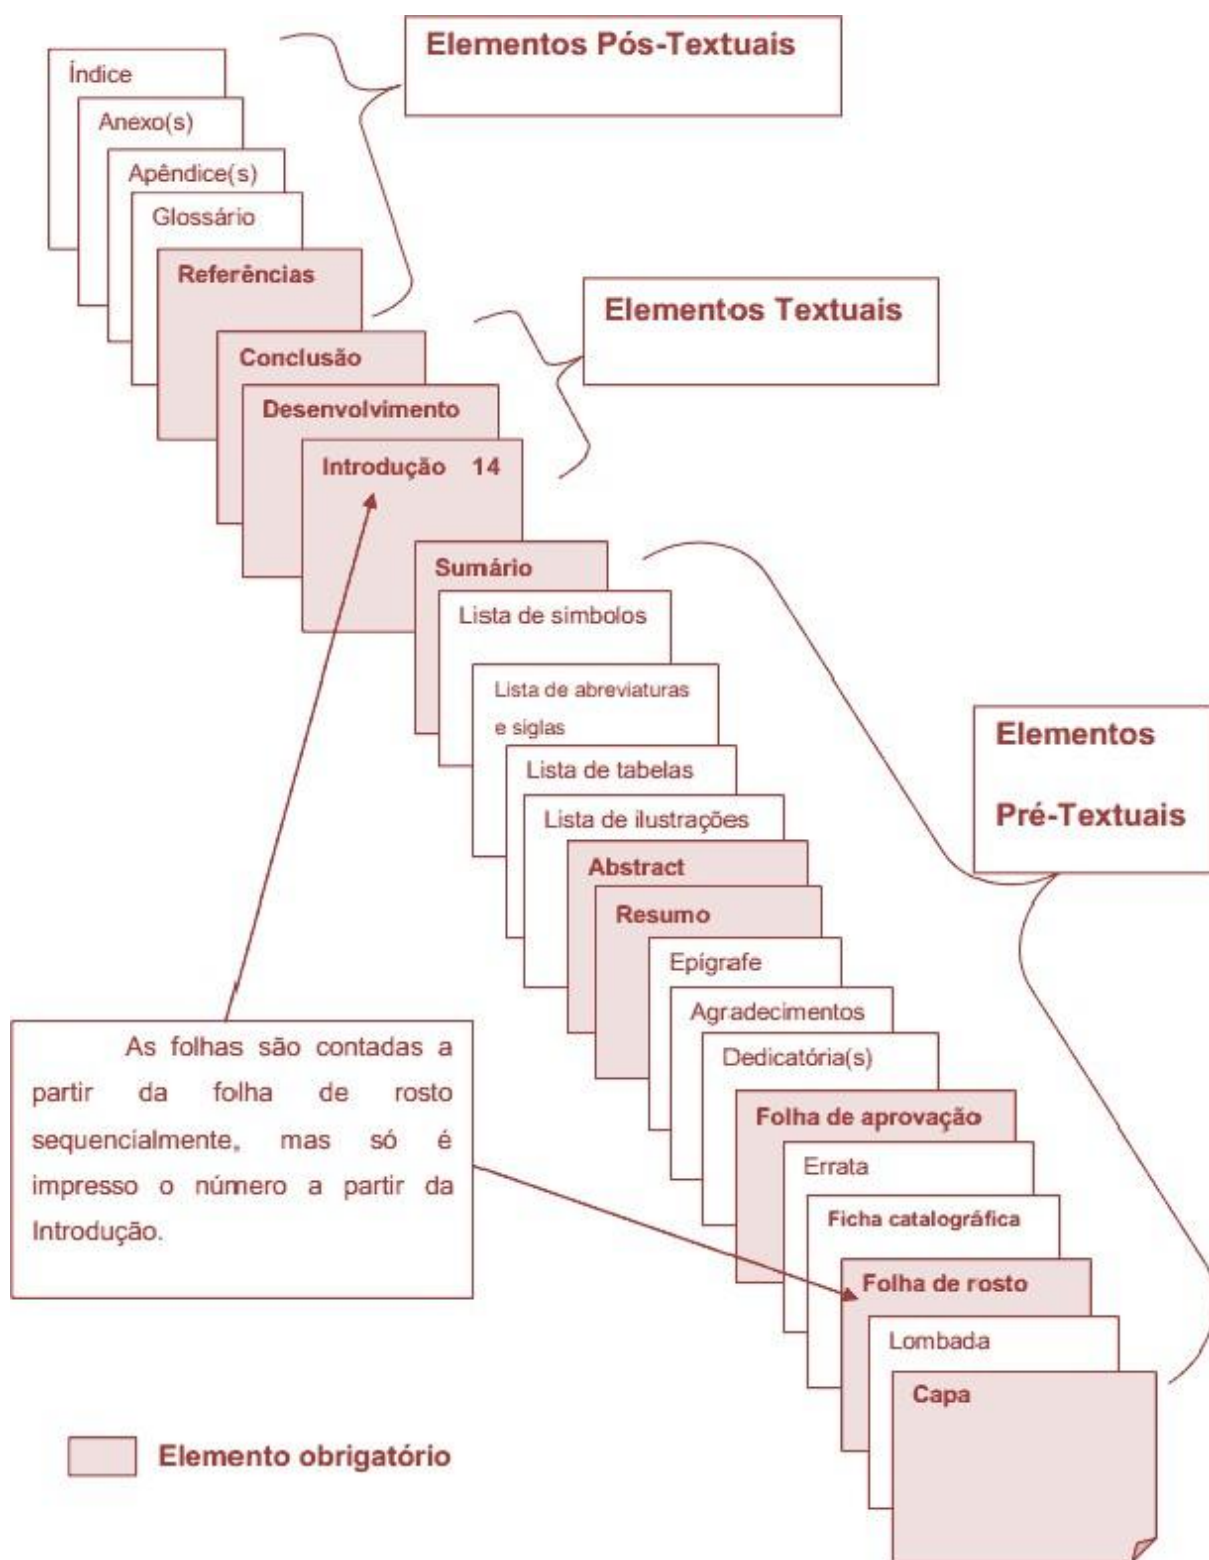 Elementos Pós-Textuais
Índice
Anexo(s)
Apêndice(s)
Glossário
Referências
Elementos Textuais
Conclusão
Desenvolvimento
Introdução 14
Sumário
Lista de simbolos
Lista de abreviaturas
e siglas
Lista de tabelas
Lista de ilustrações
Abstract
Resumo
Epígrafe
Agradecimentos
Dedicatória(s)
Folha de aprovação
Errata
Ficha catalográfica
Folha de rosto
Lombada
Capa
Elementos
Pré-Textuais
As folhas são contadas a
partir da folha de rosto
sequencialmente, mas só é
impresso o número a partir da
Introdução.
Elemento obrigatório